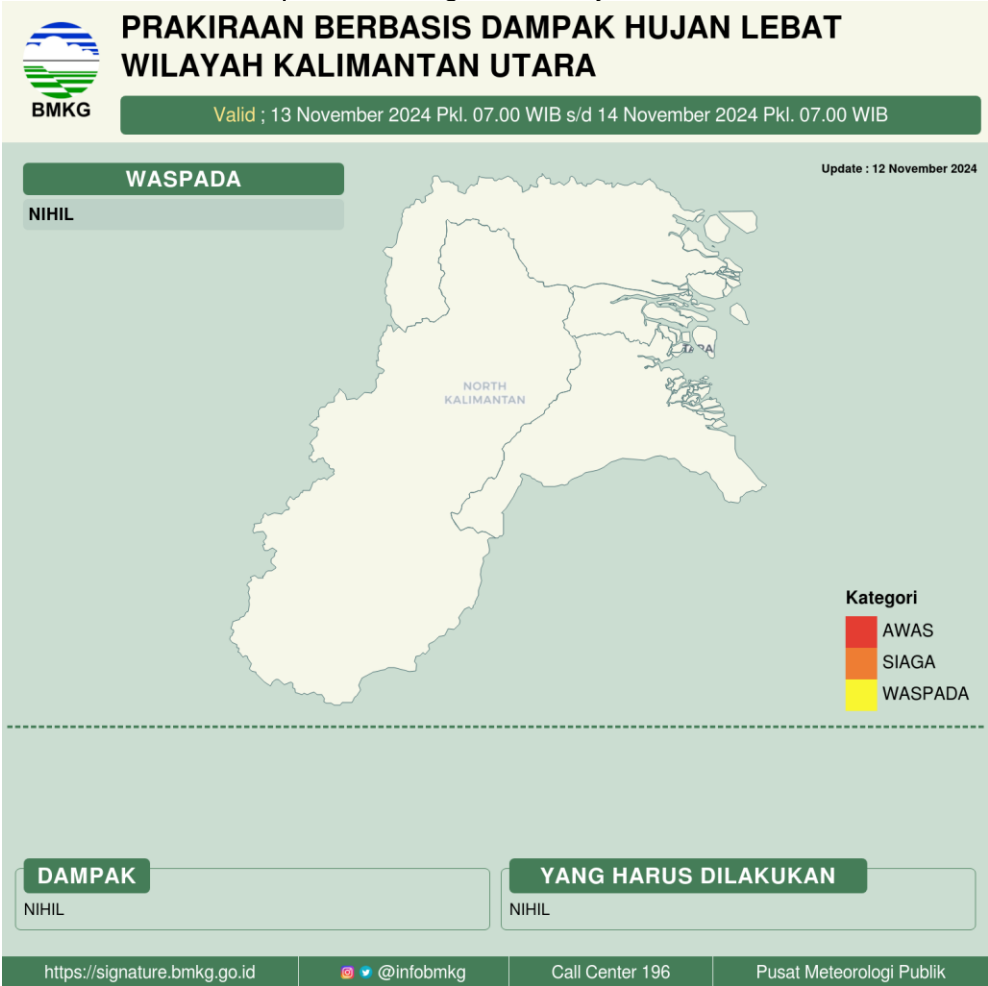 PRAKIRAAN BERBASIS DAMPAK HUJAN LEBAT
WILAYAH KALIMANTAN UTARA
BMKG
Valid ; 13 November 2024 Pkl. 07.00 WIB s/d 14 November 2024 Pkl. 07.00 WIB
WASPADA
NIHIL
Update : 12 November 2024
NORTH
KALIMANTAN
Kategori
AWAS
SIAGA
WASPADA
DAMPAK
NIHIL
YANG HARUS DILAKUKAN
NIHIL
https://signature.bmkg.go.id
@infobmkg
Call Center 196
Pusat Meteorologi Publik